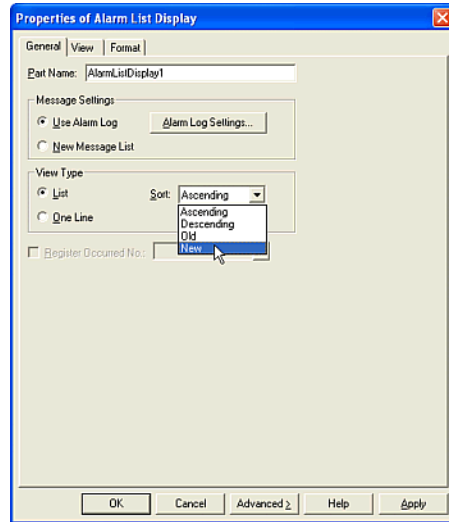 Properties of Alarm List Display
General View Format
Part Name: AlarmListDisplay1
Message Settings
Use Alarm Log Alarm Log Settings...
New Message List
View Type
List Sort: Ascending
Ascending
One Line Descending
Old
Register Occurred No.: New
OK Cancel Advanced > Help Apply